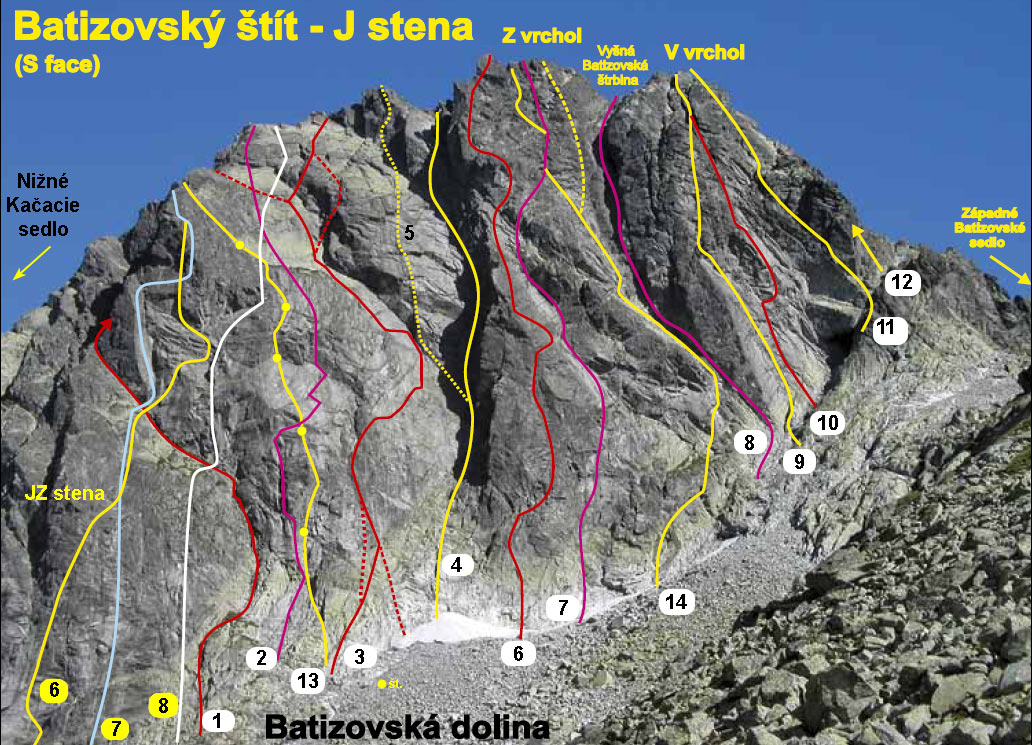 Batizovský štít - J stena
(S face)
Z vrchol
Vyšná
Batizovská
štrbina
V vrchol
Nižné
Kačacie
sedlo
Západné
Batizovské
sedlo
5
12
11
10
8
9
JZ stena
4
7
14
6
2
3
13
6
st.
8
7
1
Batizovská dolina